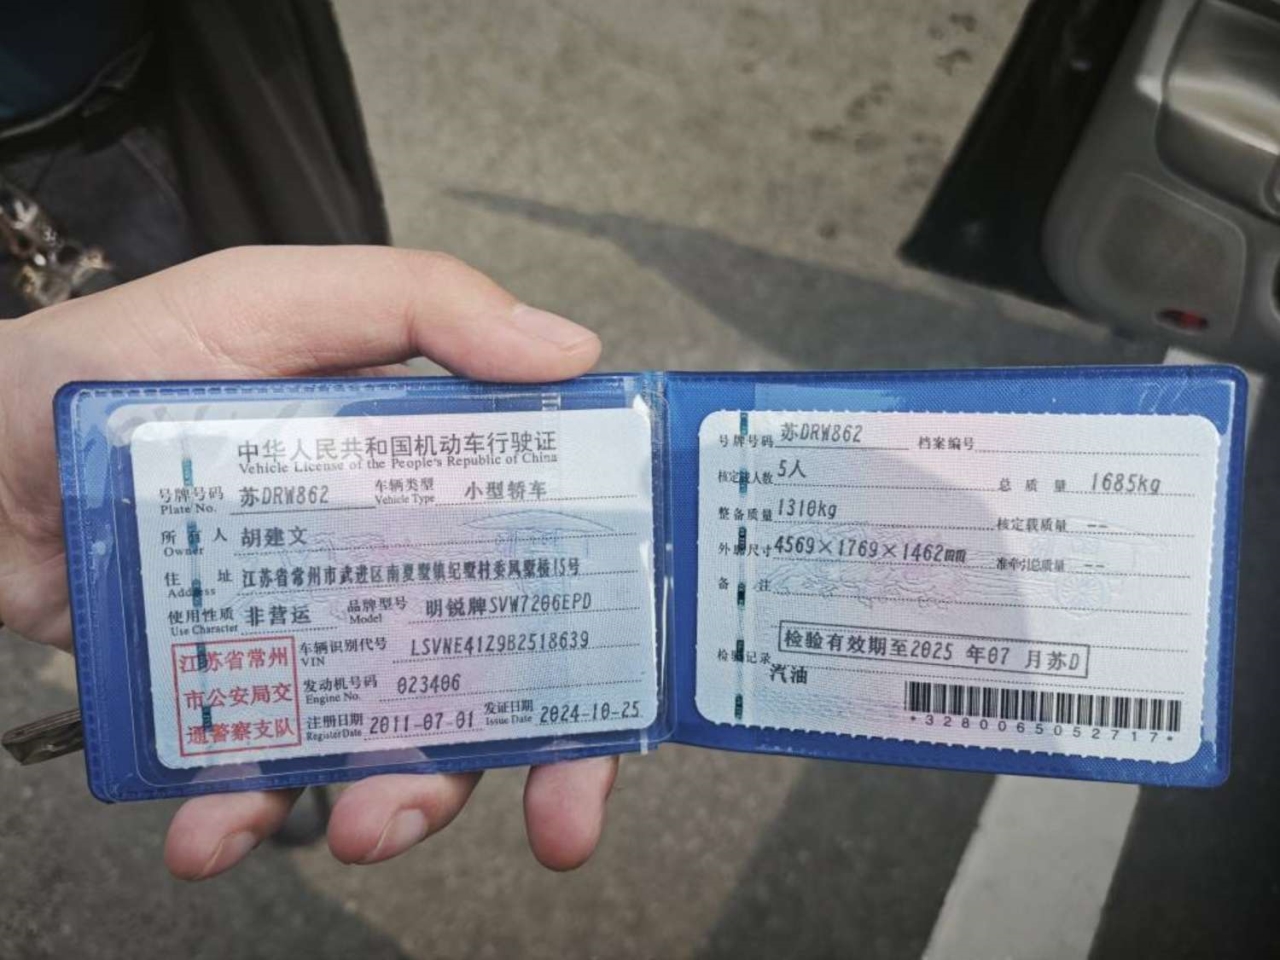 中华人民共和国机动车行驶证
Vehicle License of the People's Republic of China
号牌号码 苏DRW862 车辆类型 小型轿车
Plate No. Vehicle Type
所有人 胡建文
Owner
住址 江苏省常州市武进区南夏墅镇纪墅村乘风墅楼15号
Address
使用性质 非营运 品牌型号 明锐牌SVW7206EPD
Use Character Model
江苏省常州
市公安局交
通警察支队
车辆识别代号 LSVNE41Z9B2518639
VIN
发动机号码 023406
Engine No.
注册日期 2011-07-01 发证日期 2024-10-25
Register Date Issue Date
号牌号码 苏DRW862 档案编号
核定载人数 5人 总质量 1685kg
整备质量 1310kg 核定载质量 --
外廓尺寸 4569×1769×1462mm 准牵引总质量 --
备注
检验记录 检验有效期至2025 年07 月苏D
汽油
*3280065052717*